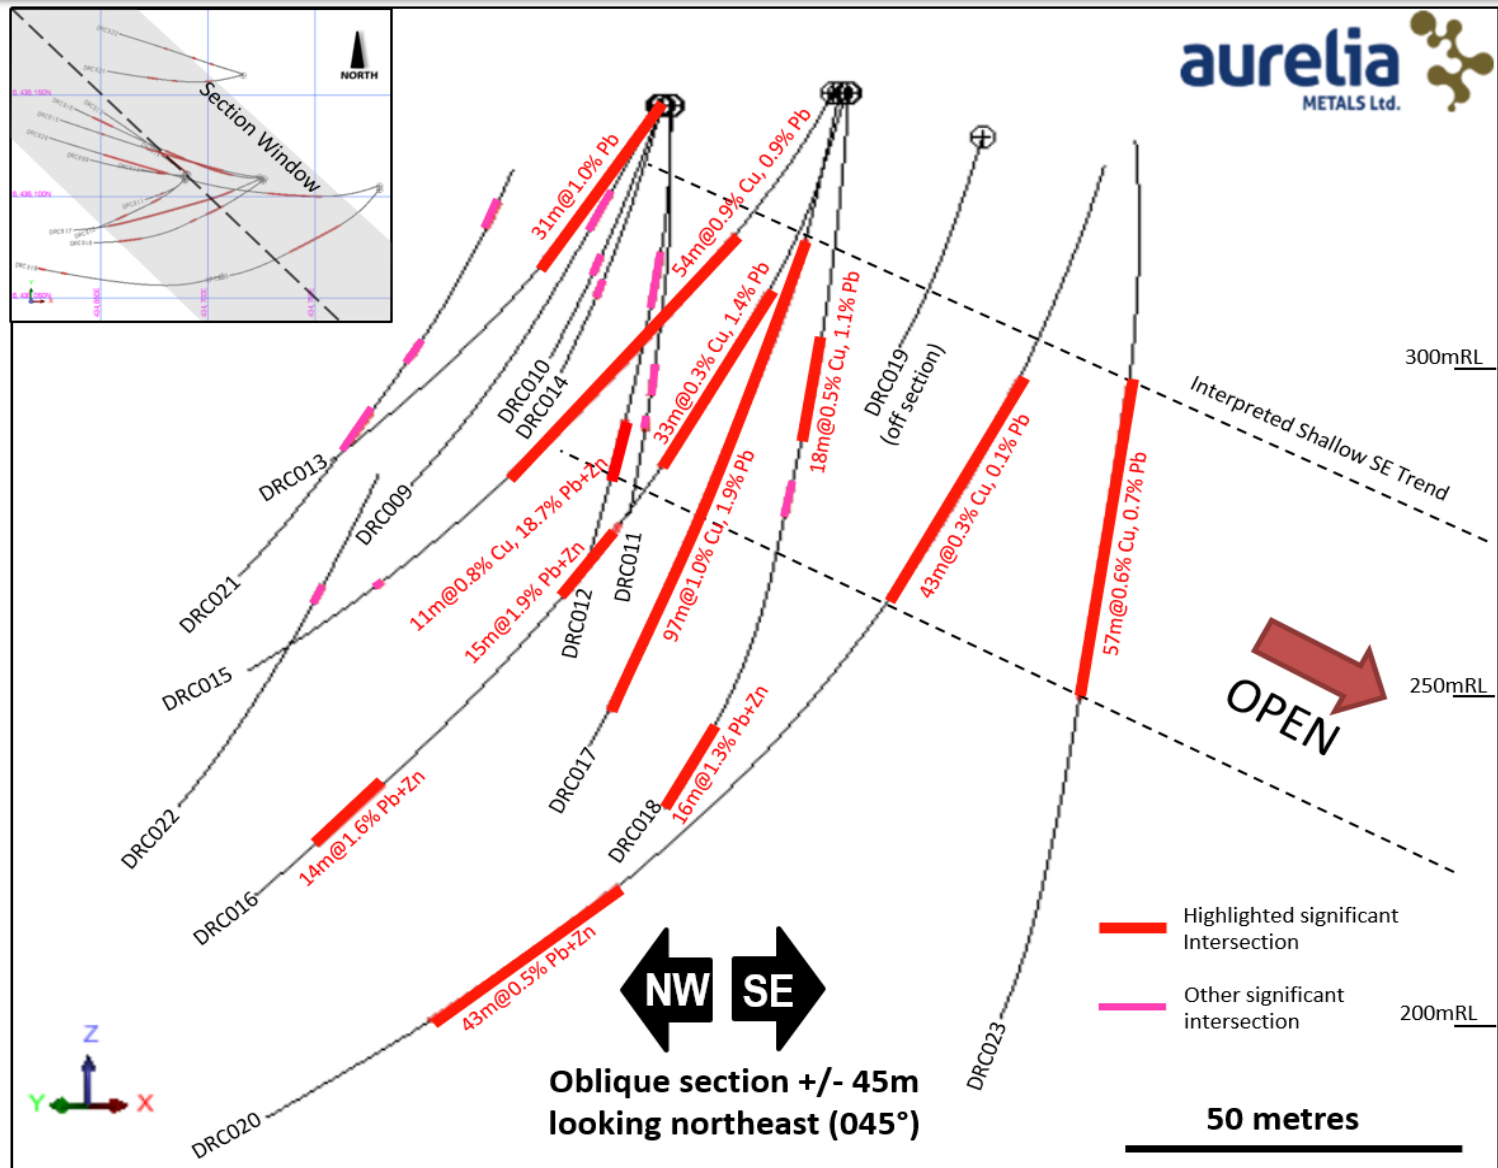 aurelia
METALS Ltd.
NORTH
Section Window
DRC022
DRC021
31m@1.0% Pb
54m@0.9% Cu, 0.9% Pb
33m@0.3% Cu, 1.4% Pb
18m@0.5% Cu, 1.1% Pb
DRC019
(off section)
DRC010
DRC014
300mRL
Interpreted Shallow SE Trend
43m@0.3% Cu, 0.1% Pb
57m@0.6% Cu, 0.7% Pb
97m@1.0% Cu, 1.9% Pb
DRC013
DRC009
11m@0.8% Cu, 18.7% Pb+Zn
15m@1.9% Pb+Zn
DRC011
DRC012
DRC021
DRC015
250mRL
OPEN
DRC017
16m@1.3% Pb+Zn
DRC018
DRC022
14m@1.6% Pb+Zn
DRC016
43m@0.5% Pb+Zn
Highlighted significant
Intersection
Other significant
intersection
200mRL
NW
SE
DRC023
Z
Y
X
Oblique section +/- 45m
looking northeast (045°)
50 metres
DRC020